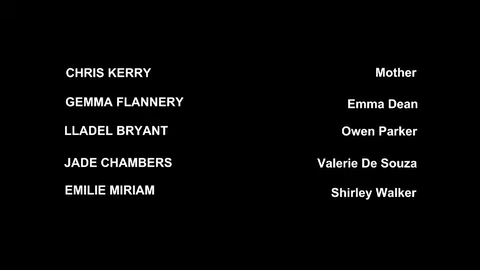 CHRIS KERRY Mother
GEMMA FLANNERY Emma Dean
LLADEL BRYANT Owen Parker
JADE CHAMBERS Valerie De Souza
EMILIE MIRIAM Shirley Walker